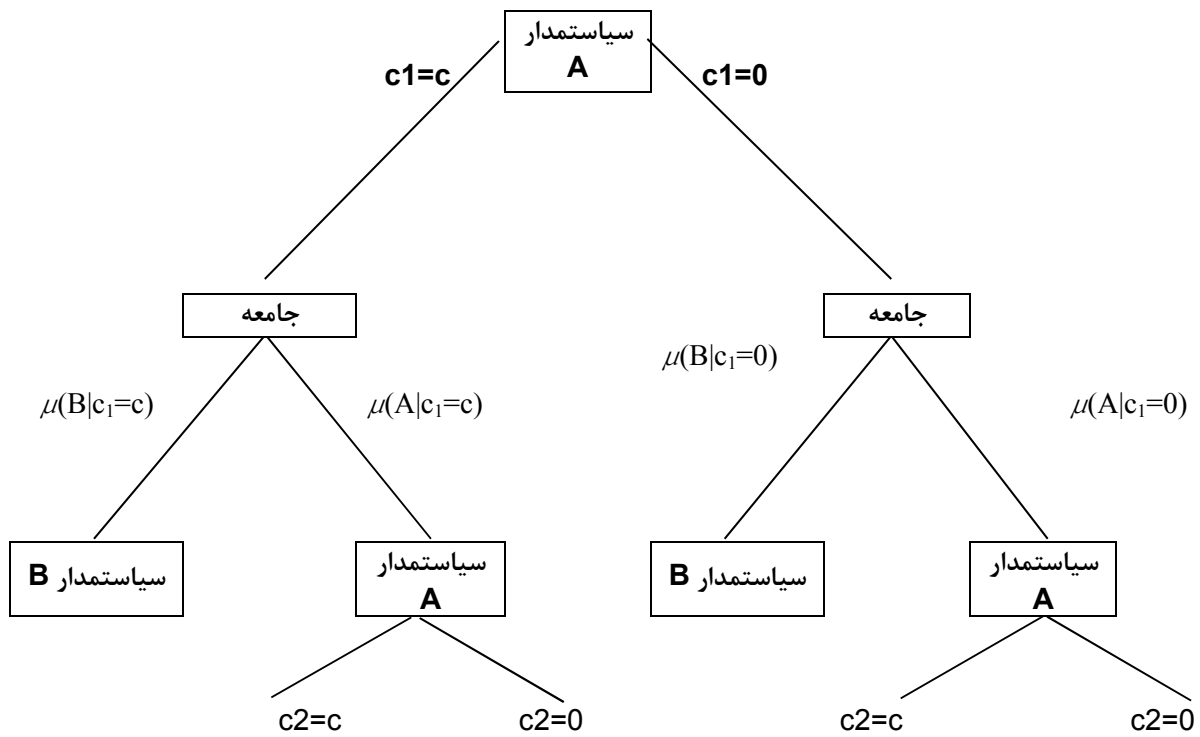 سیاستمدار
A
c1=c
c1=0
جامعه
جامعه
μ(B|c₁=c)
μ(A|c₁=c)
μ(B|c₁=0)
μ(A|c₁=0)
سیاستمدار B
سیاستمدار
A
سیاستمدار B
سیاستمدار
A
c2=c
c2=0
c2=c
c2=0